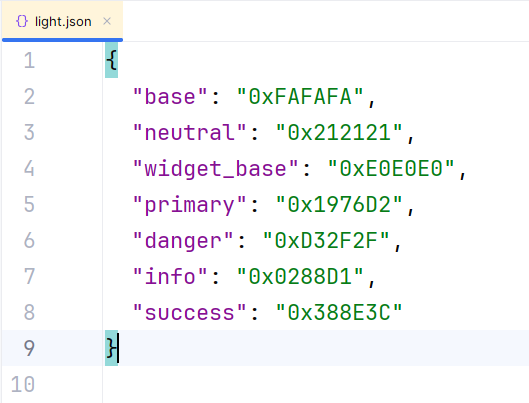 {} light.json ×
1 {
2 "base": "0xFAFAFA",
3 "neutral": "0x212121",
4 "widget_base": "0xE0E0E0",
5 "primary": "0x1976D2",
6 "danger": "0xD32F2F",
7 "info": "0x0288D1",
8 "success": "0x388E3C"
9 }
10